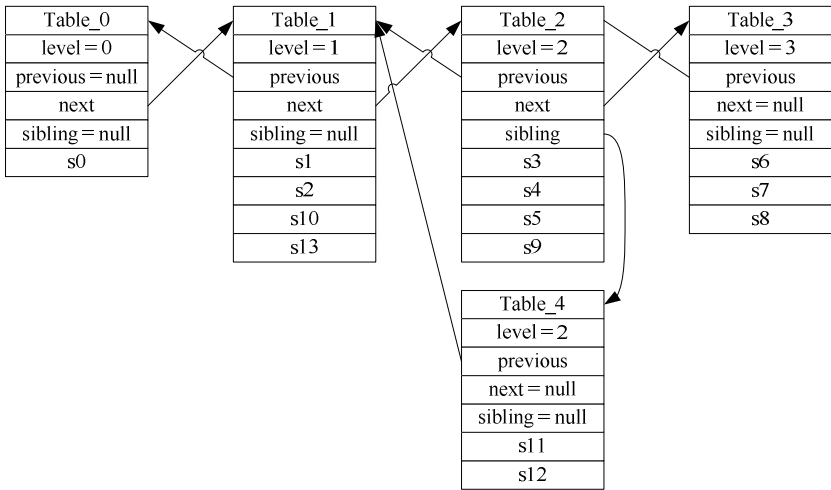 Table_0
level=0
previous=null
next
sibling=null
s0
Table_1
level=1
previous
next
sibling=null
s1
s2
s10
s13
Table_2
level=2
previous
next
sibling
s3
s4
s5
s9
Table_3
level=3
previous
next=null
sibling=null
s6
s7
s8
Table_4
level=2
previous
next=null
sibling=null
s11
s12